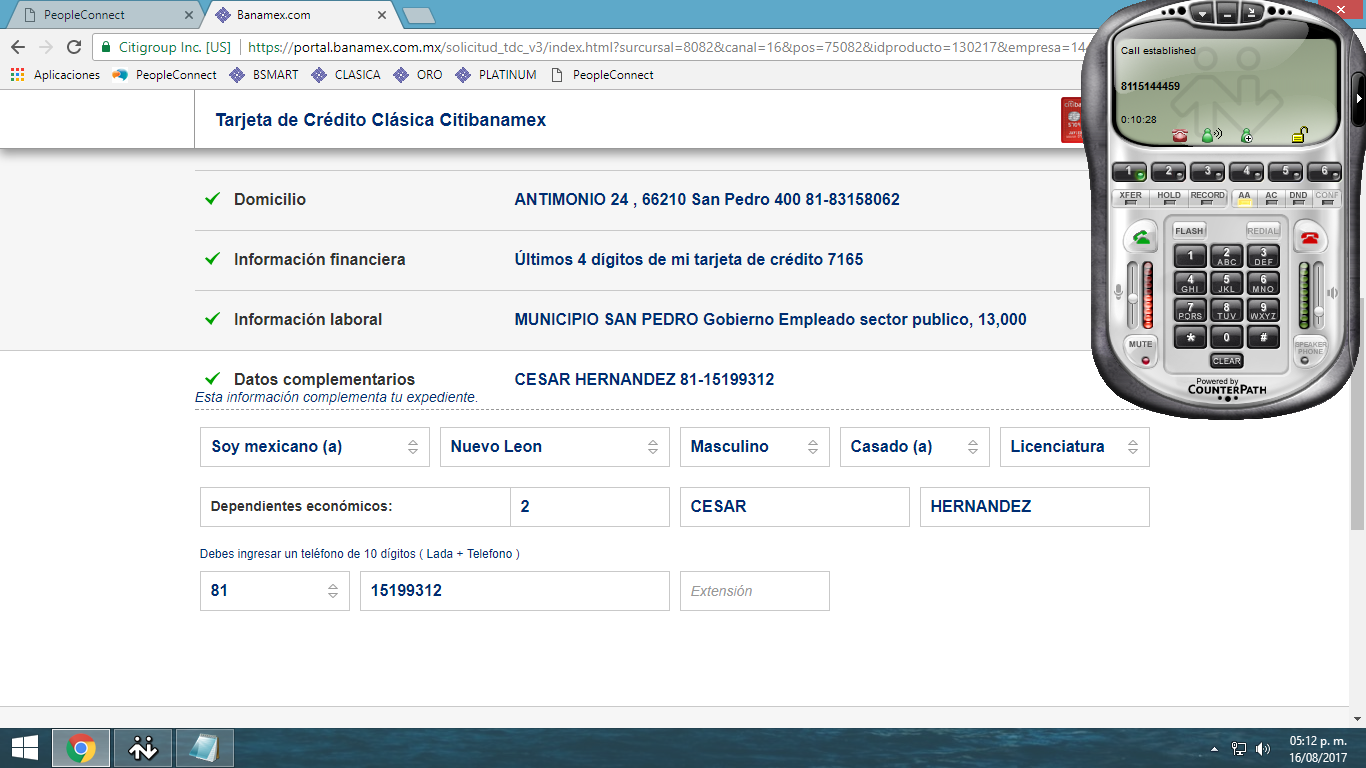 PeopleConnect
Banamex.com
Citigroup Inc. [US]
https://portal.banamex.com.mx/solicitud_tdc_v3/index.html?surcursal=8082&canal=16&pos=75082&idproducto=130217&empresa=14
Aplicaciones
PeopleConnect
BSMART
CLASICA
ORO
PLATINUM
PeopleConnect
Tarjeta de Crédito Clásica Citibanamex
Domicilio
ANTIMONIO 24 , 66210 San Pedro 400 81-83158062
Información financiera
Últimos 4 dígitos de mi tarjeta de crédito 7165
Información laboral
MUNICIPIO SAN PEDRO Gobierno Empleado sector publico, 13,000
Datos complementarios
CESAR HERNANDEZ 81-15199312
Esta información complementa tu expediente.
Soy mexicano (a)
Nuevo Leon
Masculino
Casado (a)
Licenciatura
Dependientes económicos:
2
CESAR
HERNANDEZ
Debes ingresar un teléfono de 10 dígitos ( Lada + Telefono )
81
15199312
Extensión
Call established
8115144459
0:10:28
1 2 3 4 5 6
XFER HOLD RECORD AA AC DND CONF
FLASH REDIAL
1 2 ABC 3 DEF
4 GHI 5 JKL 6 MNO
7 PQRS 8 TUV 9 WXYZ
* 0 #
MUTE
CLEAR
SPEAKER PHONE
Powered by
COUNTERPATH
05:12 p. m.
16/08/2017